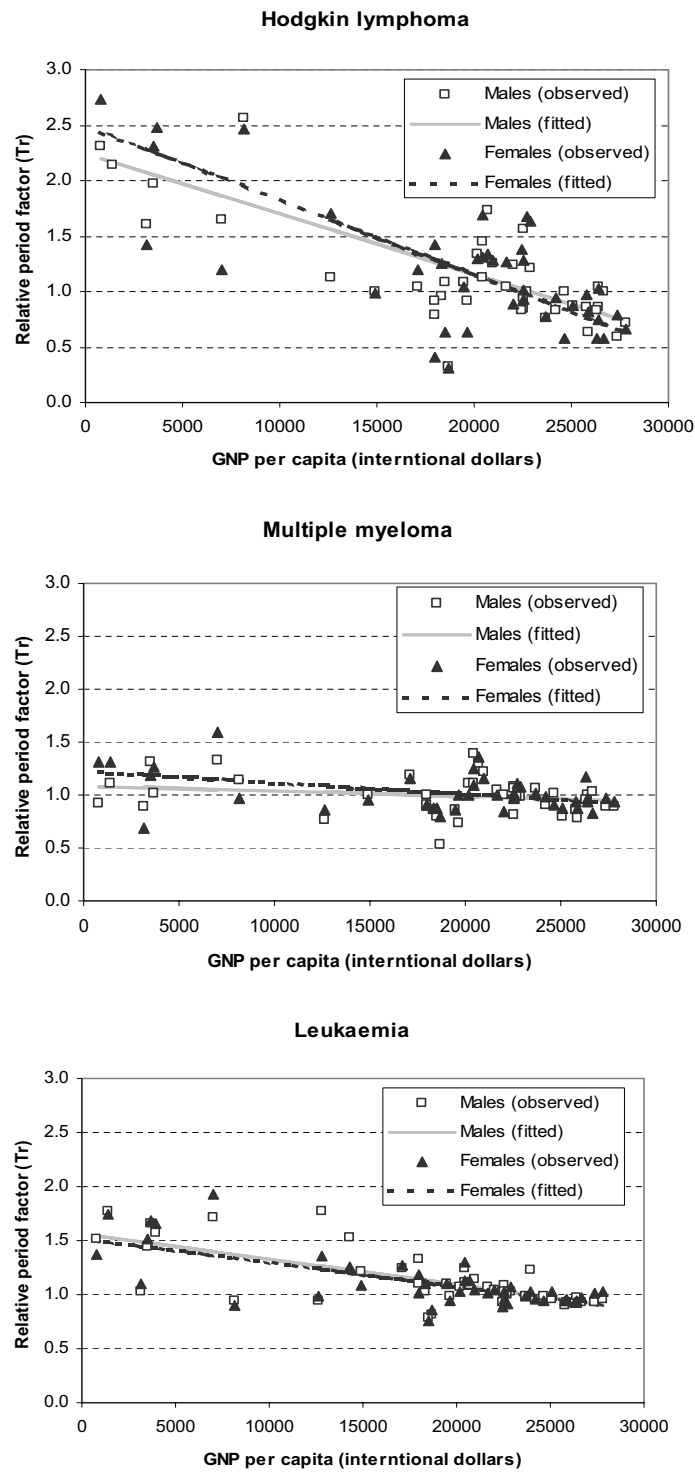 Hodgkin lymphoma
3.0
2.5
2.0
1.5
1.0
0.5
0.0
Relative period factor (Tr)
Males (observed)
Males (fitted)
Females (observed)
Females (fitted)
0 5000 10000 15000 20000 25000 30000
GNP per capita (interntional dollars)
Multiple myeloma
3.0
2.5
2.0
1.5
1.0
0.5
0.0
Relative period factor (Tr)
Males (observed)
Males (fitted)
Females (observed)
Females (fitted)
0 5000 10000 15000 20000 25000 30000
GNP per capita (interntional dollars)
Leukaemia
3.0
2.5
2.0
1.5
1.0
0.5
0.0
Relative period factor (Tr)
Males (observed)
Males (fitted)
Females (observed)
Females (fitted)
0 5000 10000 15000 20000 25000 30000
GNP per capita (interntional dollars)